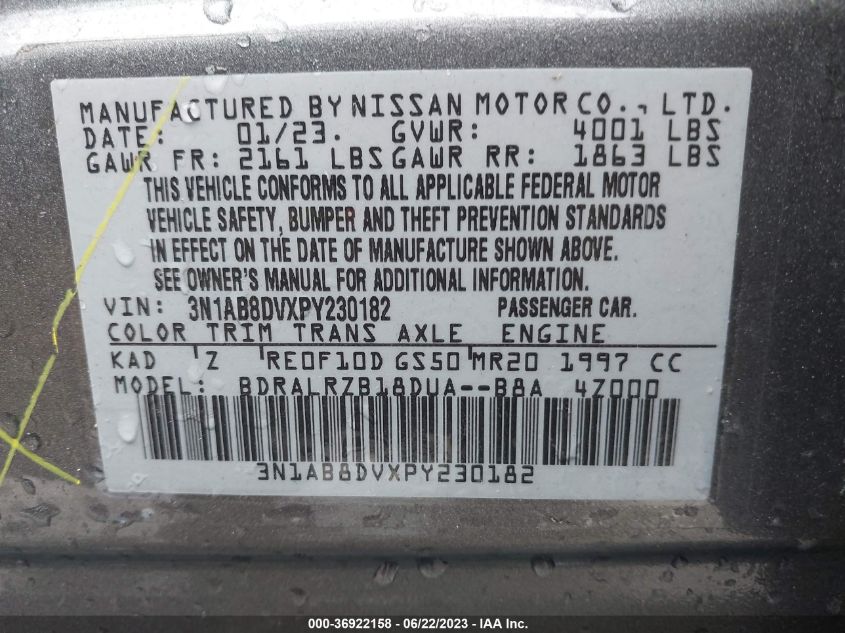 MANUFACTURED BY NISSAN MOTOR CO., LTD.
DATE: 01/23. GVWR: 4001 LBS
GAWR FR: 2161 LBS GAWR RR: 1863 LBS
THIS VEHICLE CONFORMS TO ALL APPLICABLE FEDERAL MOTOR
VEHICLE SAFETY, BUMPER AND THEFT PREVENTION STANDARDS
IN EFFECT ON THE DATE OF MANUFACTURE SHOWN ABOVE.
SEE OWNER'S MANUAL FOR ADDITIONAL INFORMATION.
VIN: 3N1AB8DVXPY230182 PASSENGER CAR.
COLOR TRIM TRANS AXLE ENGINE
KAD Z RE0F10D GS50 MR20 1997 CC
MODEL: BDRALRZB18DUA--B8A 4Z000
3N1AB8DVXPY230182
000-36922158 - 06/22/2023 - IAA Inc.